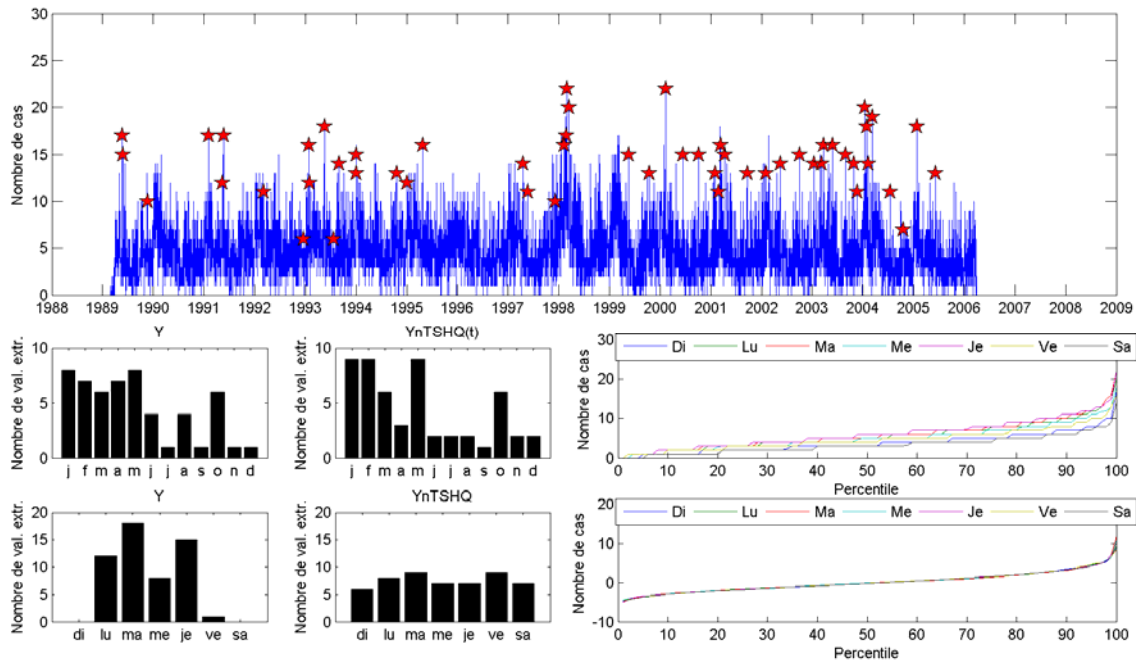 Nombre de cas
30
25
20
15
10
5
0
1988 1989 1990 1991 1992 1993 1994 1995 1996 1997 1998 1999 2000 2001 2002 2003 2004 2005 2006 2007 2008 2009
Y
Nombre de val. extr.
10
5
0
j f m a m j j a s o n d
YnTSHQ(t)
Nombre de val. extr.
10
5
0
j f m a m j j a s o n d
Nombre de cas
30
20
10
0
Di Lu Ma Me Je Ve Sa
0 10 20 30 40 50 60 70 80 90 100
Percentile
Y
Nombre de val. extr.
20
15
10
5
0
di lu ma me je ve sa
YnTSHQ
Nombre de val. extr.
20
15
10
5
0
di lu ma me je ve sa
Nombre de cas
20
10
0
-10
Di Lu Ma Me Je Ve Sa
0 10 20 30 40 50 60 70 80 90 100
Percentile